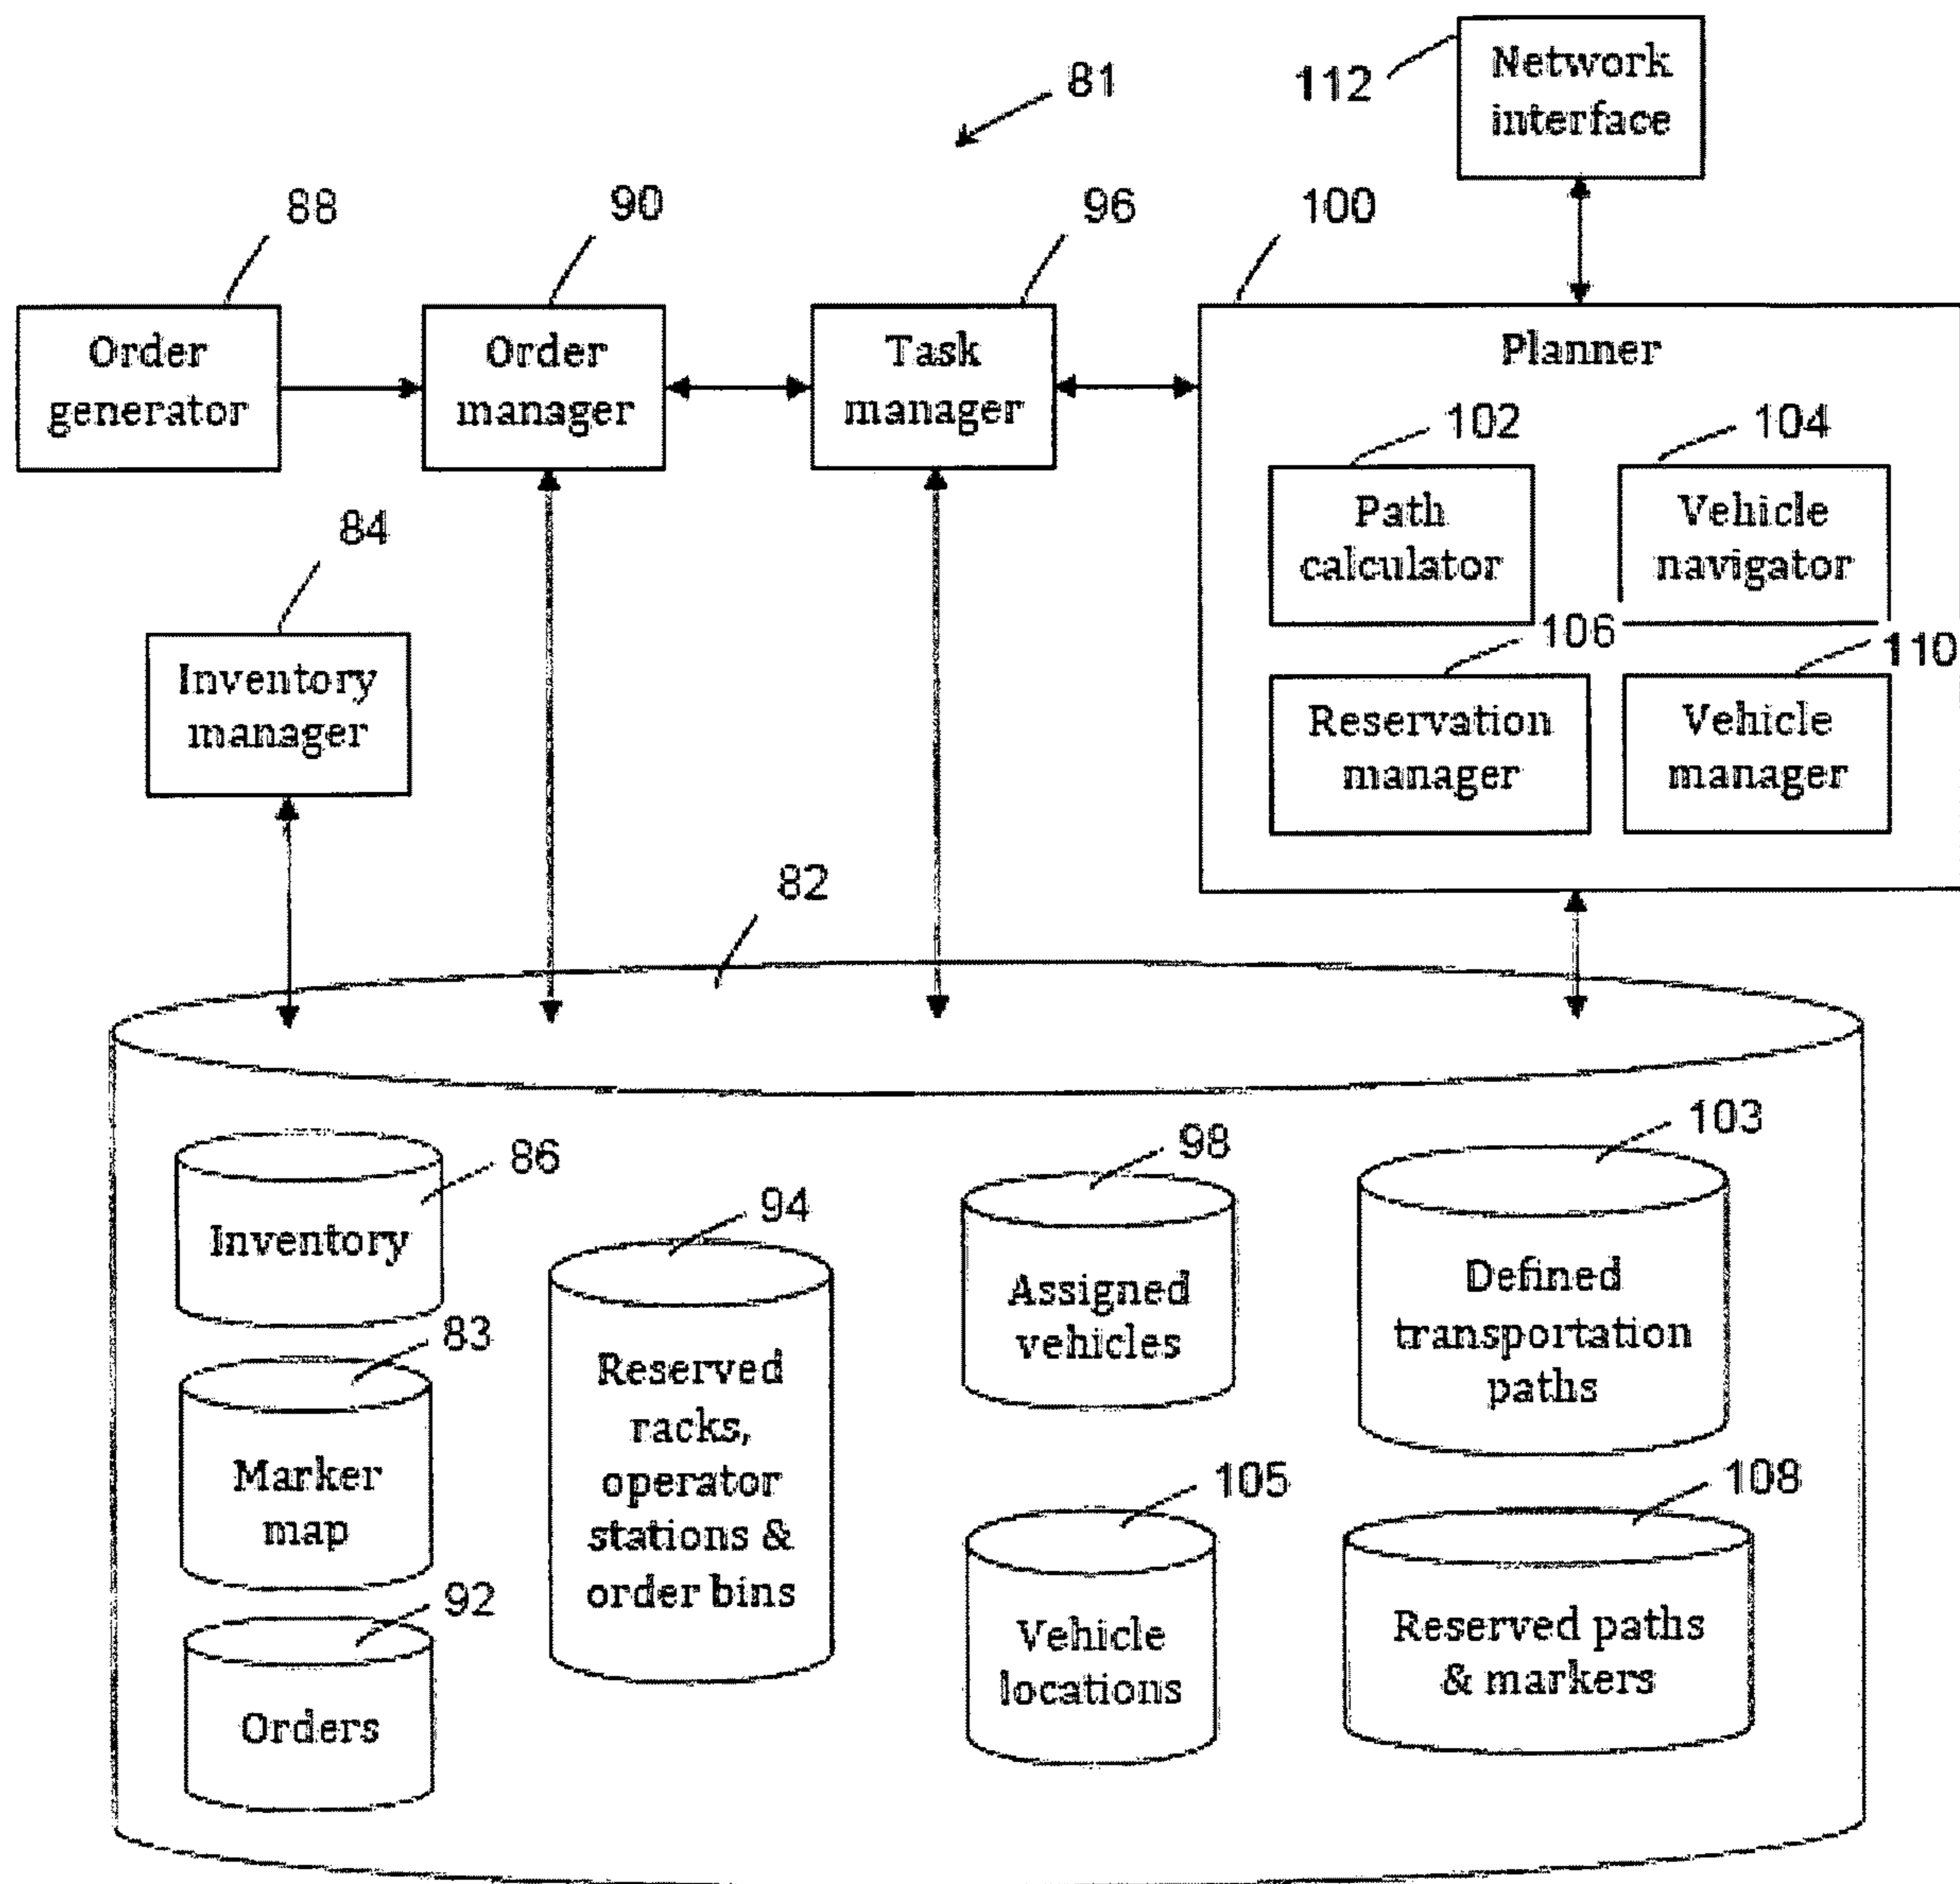 81
112
Network
interface
88
90
96
100
Order
generator
Order
manager
Task
manager
Planner
102
104
Path
calculator
Vehicle
navigator
84
Inventory
manager
106
110
Reservation
manager
Vehicle
manager
82
86
Inventory
94
98
103
Reserved
racks,
operator
stations &
order bins
Assigned
vehicles
Defined
transportation
paths
83
Marker
map
105
108
Vehicle
locations
Reserved paths
& markers
92
Orders